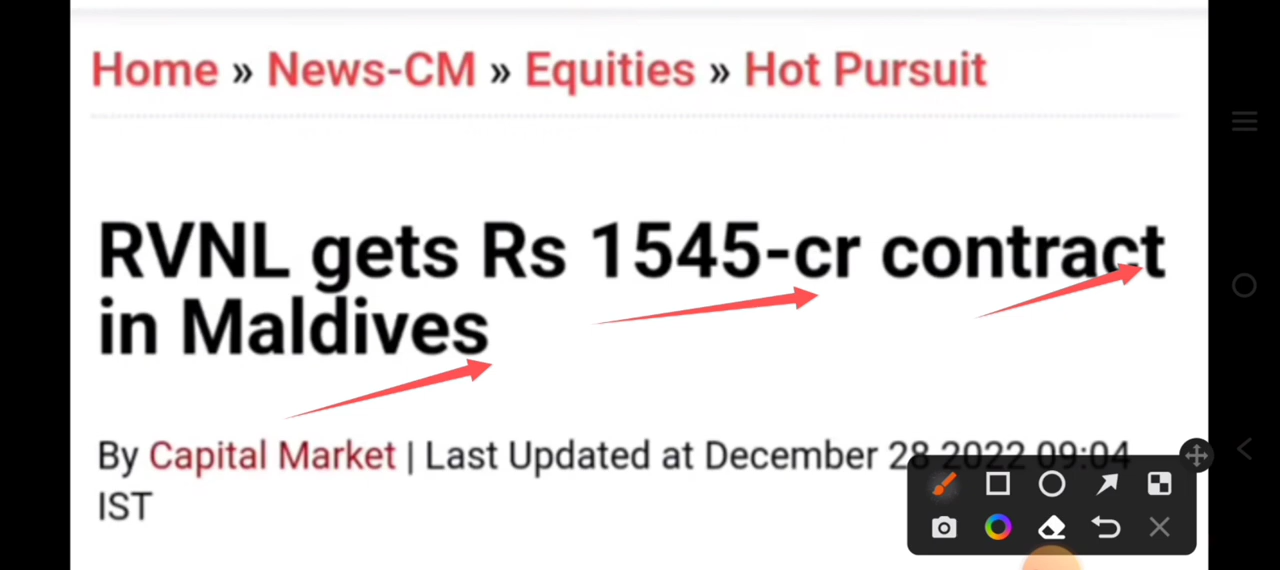 Home » News-CM » Equities » Hot Pursuit
RVNL gets Rs 1545-cr contract
in Maldives
By Capital Market | Last Updated at December 28 2022 09:04
IST